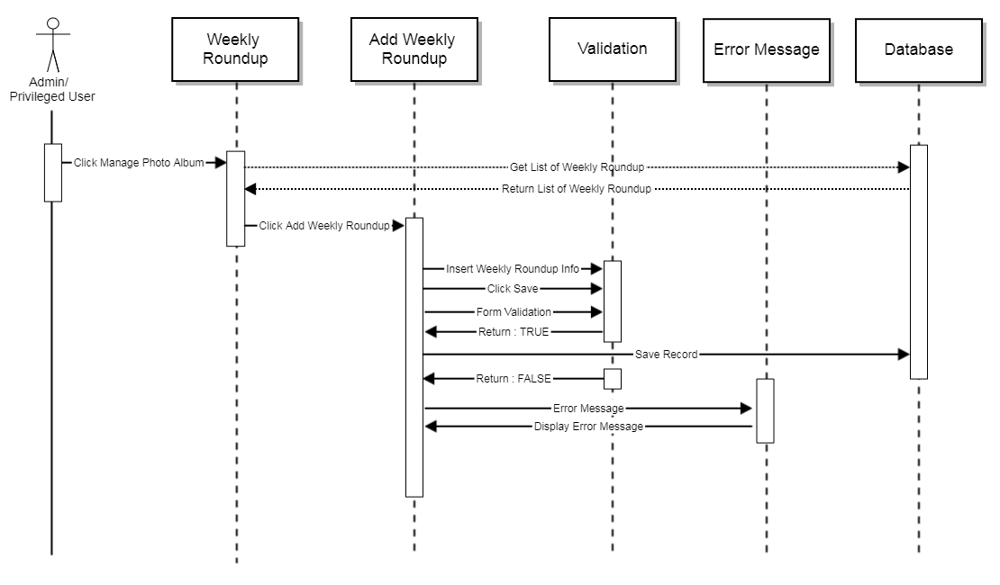 Admin/
Privileged User
Weekly
Roundup
Add Weekly
Roundup
Validation
Error Message
Database
Click Manage Photo Album
Get List of Weekly Roundup
Return List of Weekly Roundup
Click Add Weekly Roundup
Insert Weekly Roundup Info
Click Save
Form Validation
Return : TRUE
Save Record
Return : FALSE
Error Message
Display Error Message